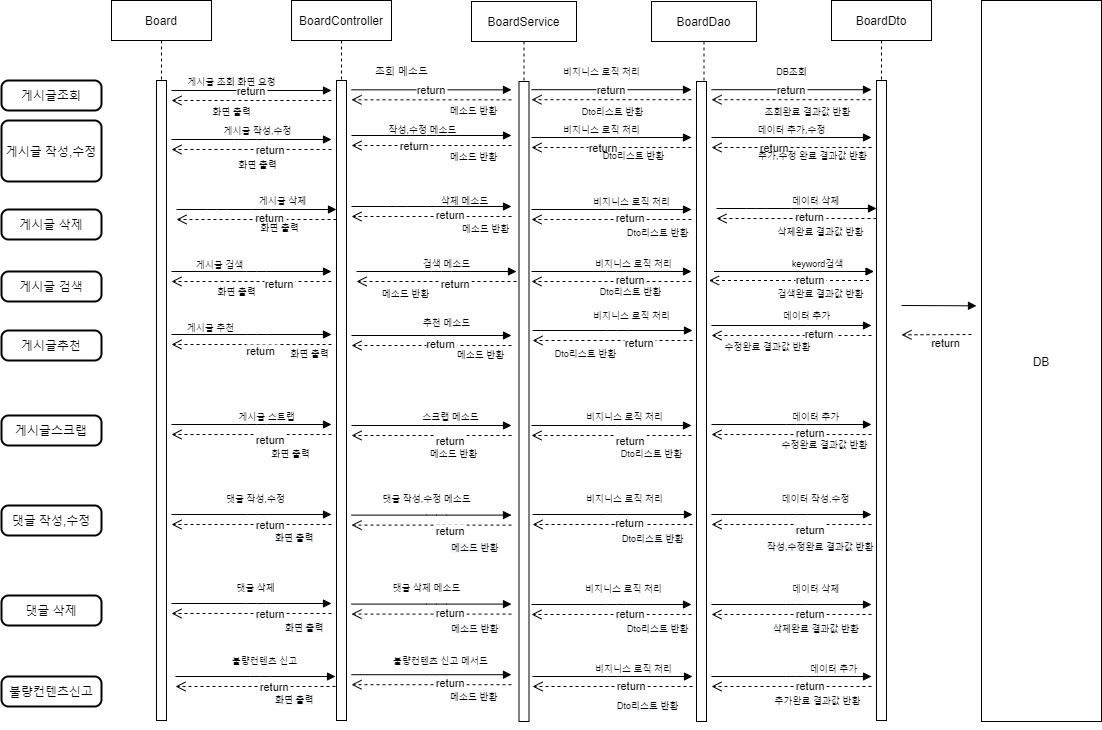 Board
BoardController
BoardService
BoardDao
BoardDto
DB
게시글조회
게시글 조회 화면 요청
return
화면 출력
조회 메소드
return
메소드 반환
비지니스 로직 처리
return
Dto리스트 반환
DB조회
return
조회완료 결과값 반환
게시글 작성,수정
게시글 작성,수정
return
화면 출력
작성,수정 메소드
return
메소드 반환
비지니스 로직 처리
return
Dto리스트 반환
데이터 추가,수정
return
추가,수정 완료 결과값 반환
게시글 삭제
게시글 삭제
return
화면 출력
삭제 메소드
return
메소드 반환
비지니스 로직 처리
return
Dto리스트 반환
데이터 삭제
return
삭제완료 결과값 반환
게시글 검색
게시글 검색
return
화면 출력
검색 메소드
return
메소드 반환
비지니스 로직 처리
return
Dto리스트 반환
keyword검색
return
검색완료 결과값 반환
return
게시글추천
게시글 추천
return
화면 출력
추천 메소드
return
메소드 반환
비지니스 로직 처리
return
Dto리스트 반환
데이터 추가
return
수정완료 결과값 반환
게시글스크랩
게시글 스트랩
return
화면 출력
스크랩 메소드
return
메소드 반환
비지니스 로직 처리
return
Dto리스트 반환
데이터 추가
return
수정완료 결과값 반환
댓글 작성,수정
댓글 작성,수정
return
화면 출력
댓글 작성,수정 메소드
return
메소드 반환
비지니스 로직 처리
return
Dto리스트 반환
데이터 작성,수정
return
작성,수정완료 결과값 반환
댓글 삭제
댓글 삭제
return
화면 출력
댓글 삭제 메소드
return
메소드 반환
비지니스 로직 처리
return
Dto리스트 반환
데이터 삭제
return
삭제완료 결과값 반환
불량컨텐츠신고
불량컨텐츠 신고
return
화면 출력
불량컨텐츠 신고 메서드
return
메소드 반환
비지니스 로직 처리
return
Dto리스트 반환
데이터 추가
return
추가완료 결과값 반환